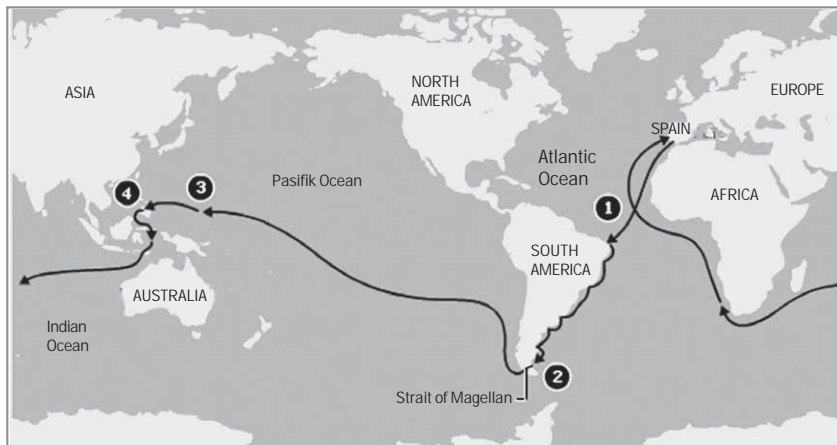 ASIA
NORTH
AMERICA
EUROPE
SPAIN
Pasifik Ocean
Atlantic
Ocean
AFRICA
4
3
1
SOUTH
AMERICA
AUSTRALIA
Indian
Ocean
2
Strait of Magellan